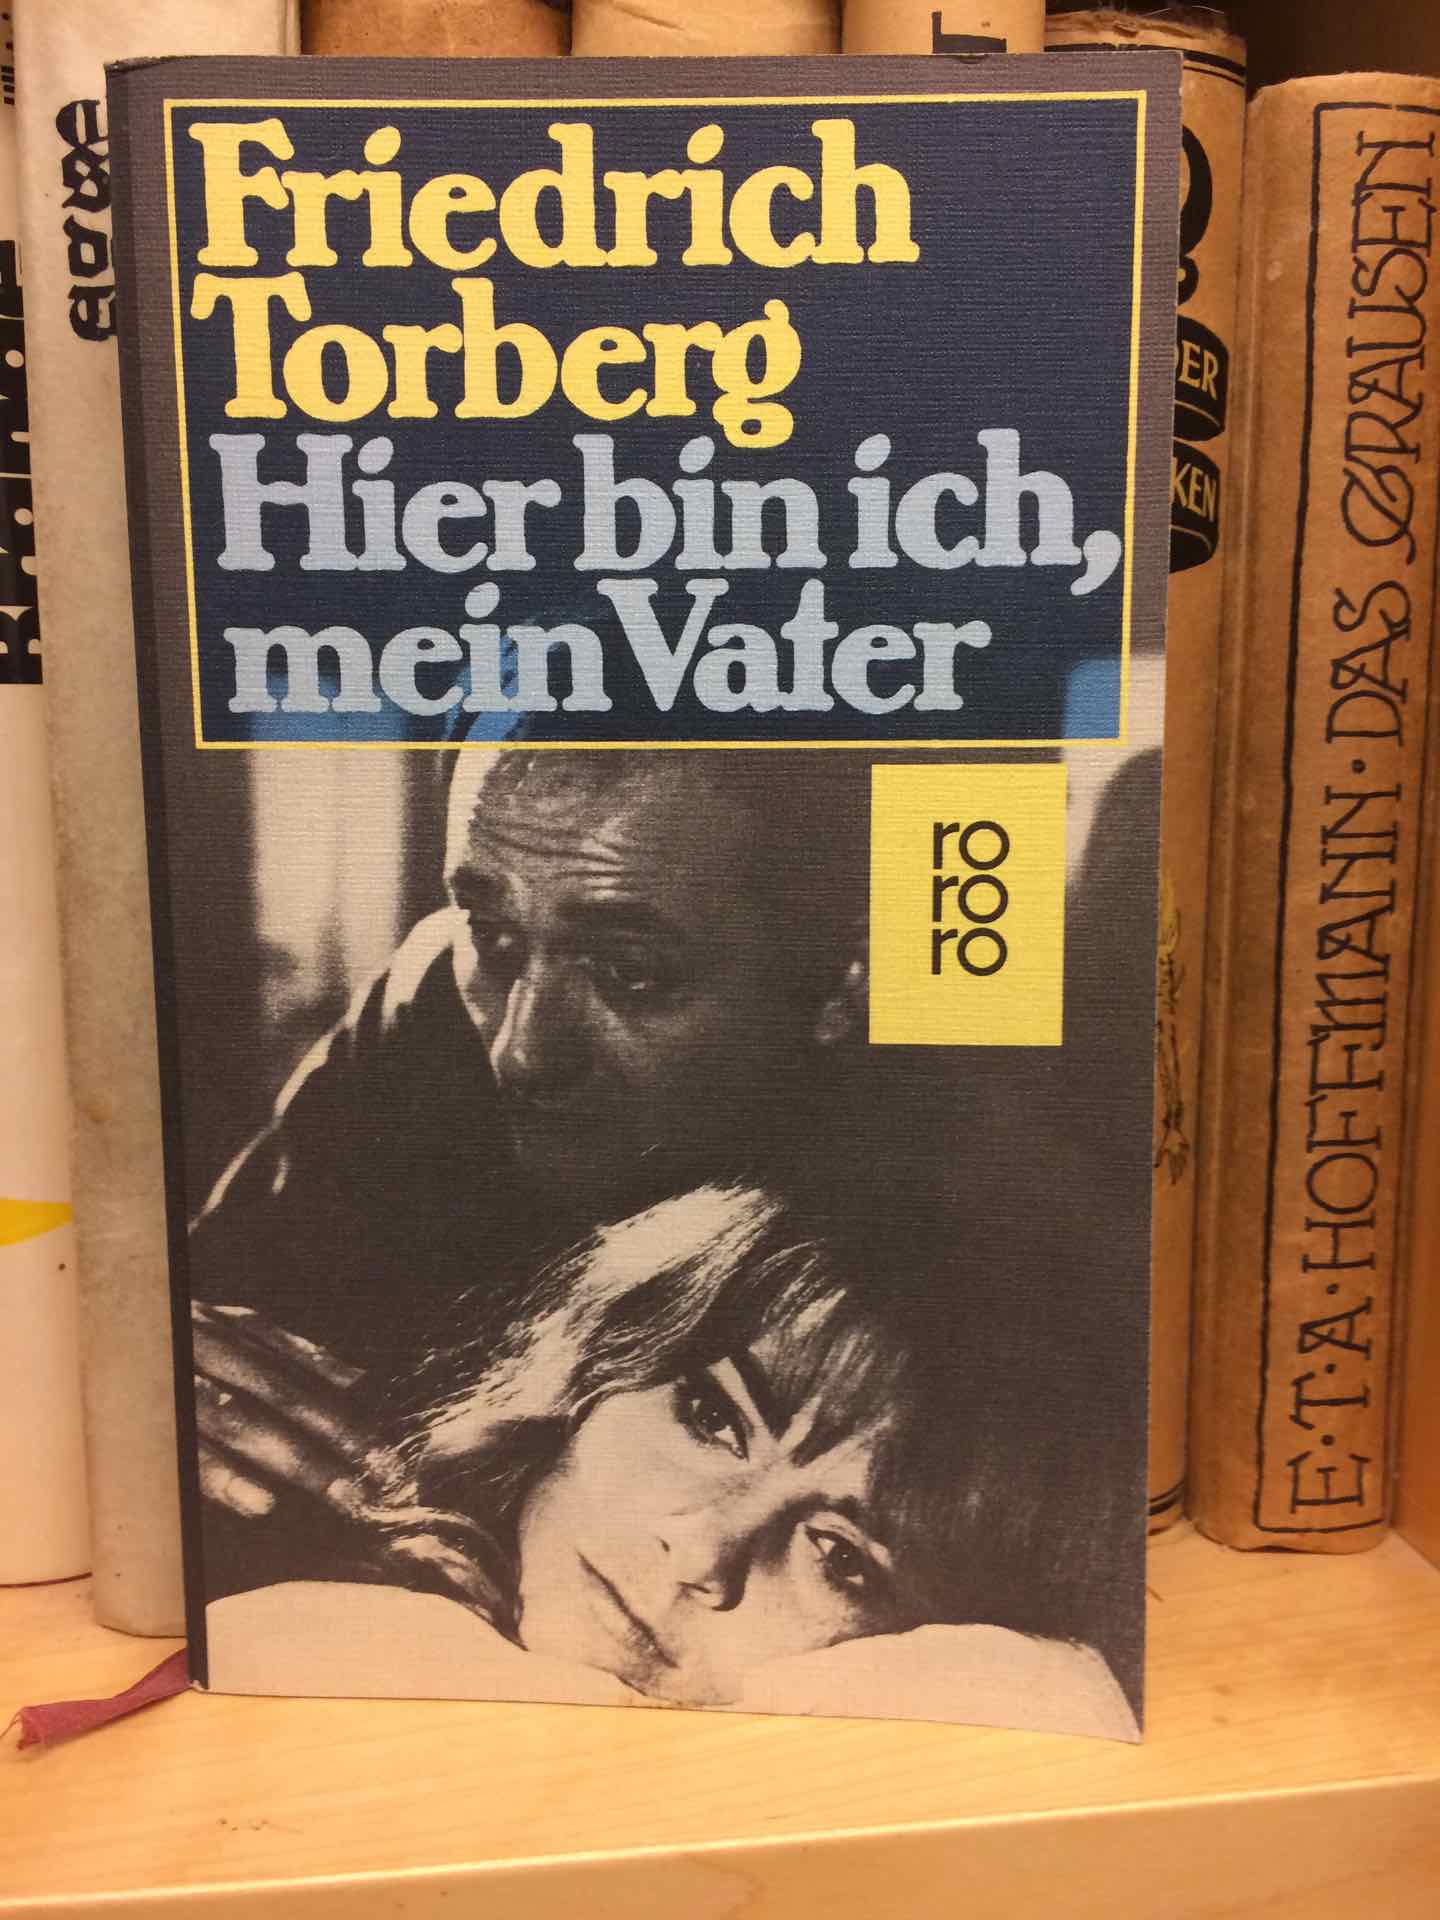 Friedrich
Torberg
Hier bin ich,
mein Vater
ro
ro
ro
E·T·A·HOFFMANN·DAS GRAUSEN